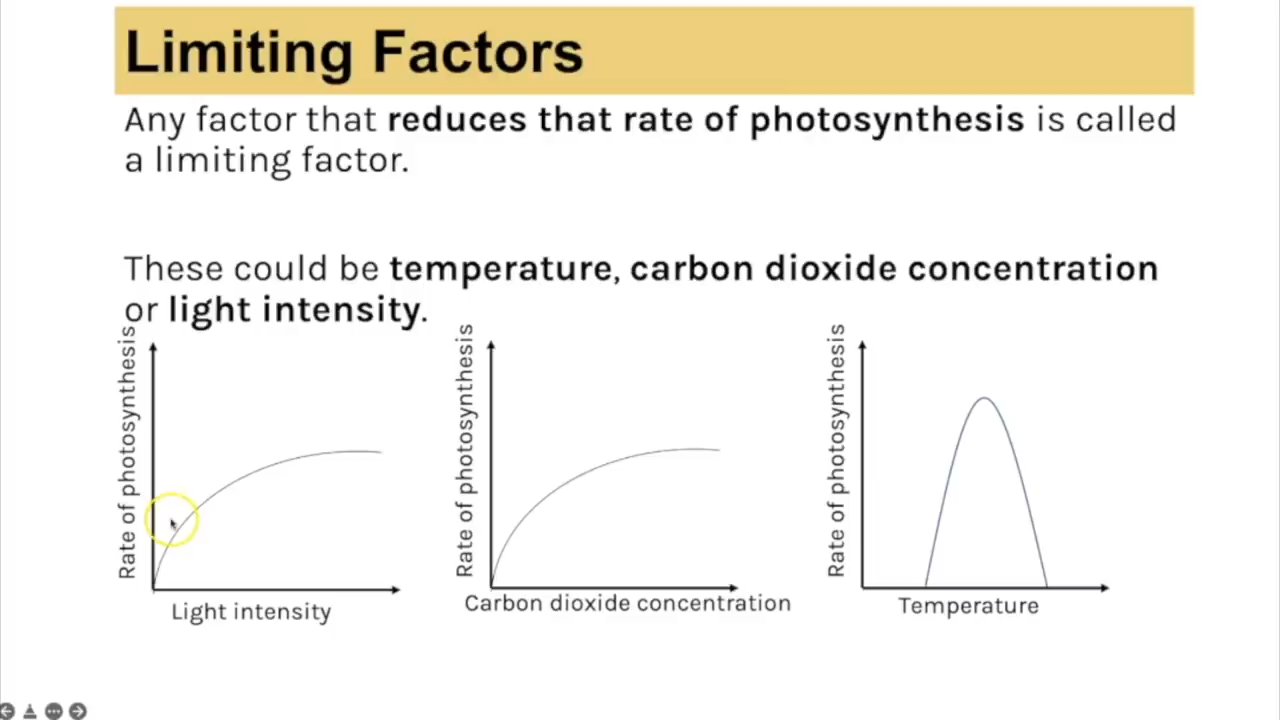 Limiting Factors
Any factor that reduces that rate of photosynthesis is called
a limiting factor.
These could be temperature, carbon dioxide concentration
or light intensity.
Rate of photosynthesis
Light intensity
Rate of photosynthesis
Carbon dioxide concentration
Rate of photosynthesis
Temperature